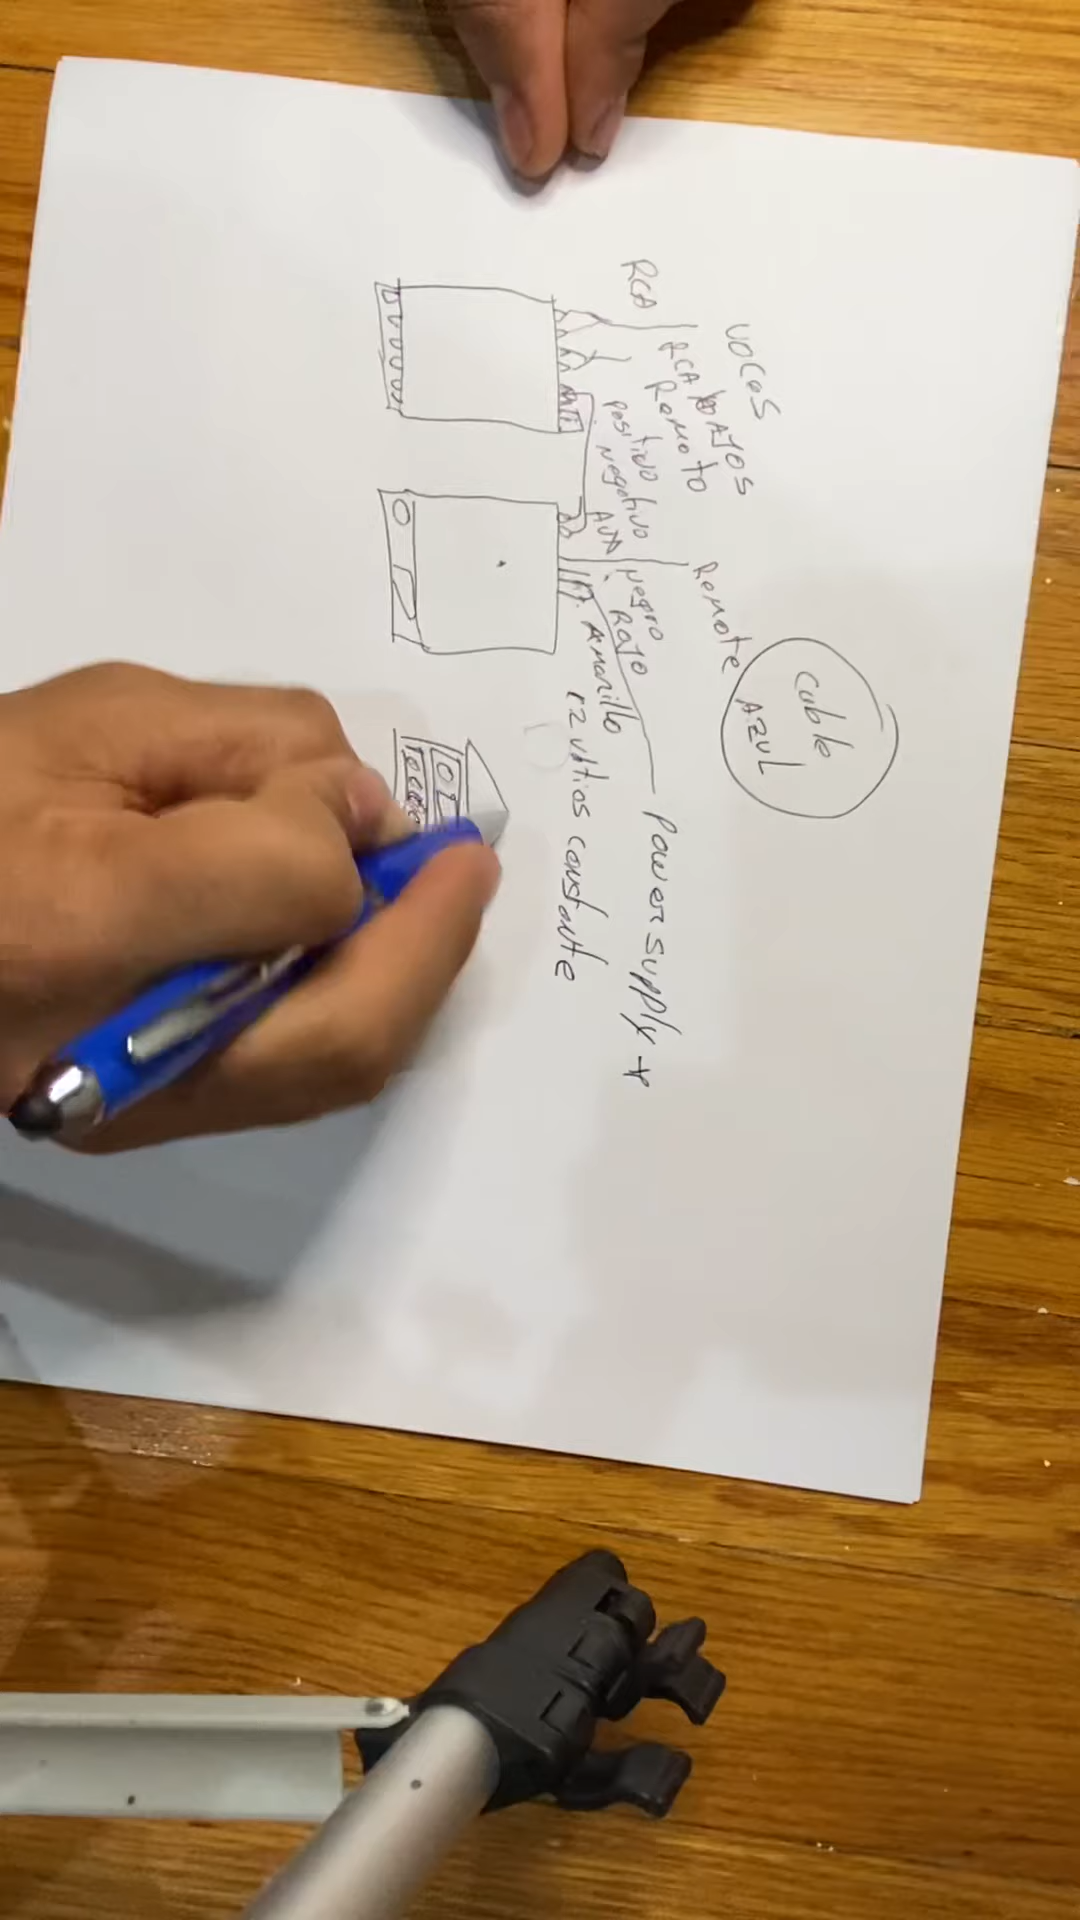 VOCES
RCA
RCA BAJOS
Remoto
positivo
negativo
AUX
Remote
cable
AZUL
Negro
Rojo
Amarillo
12 voltios constante
power supply +